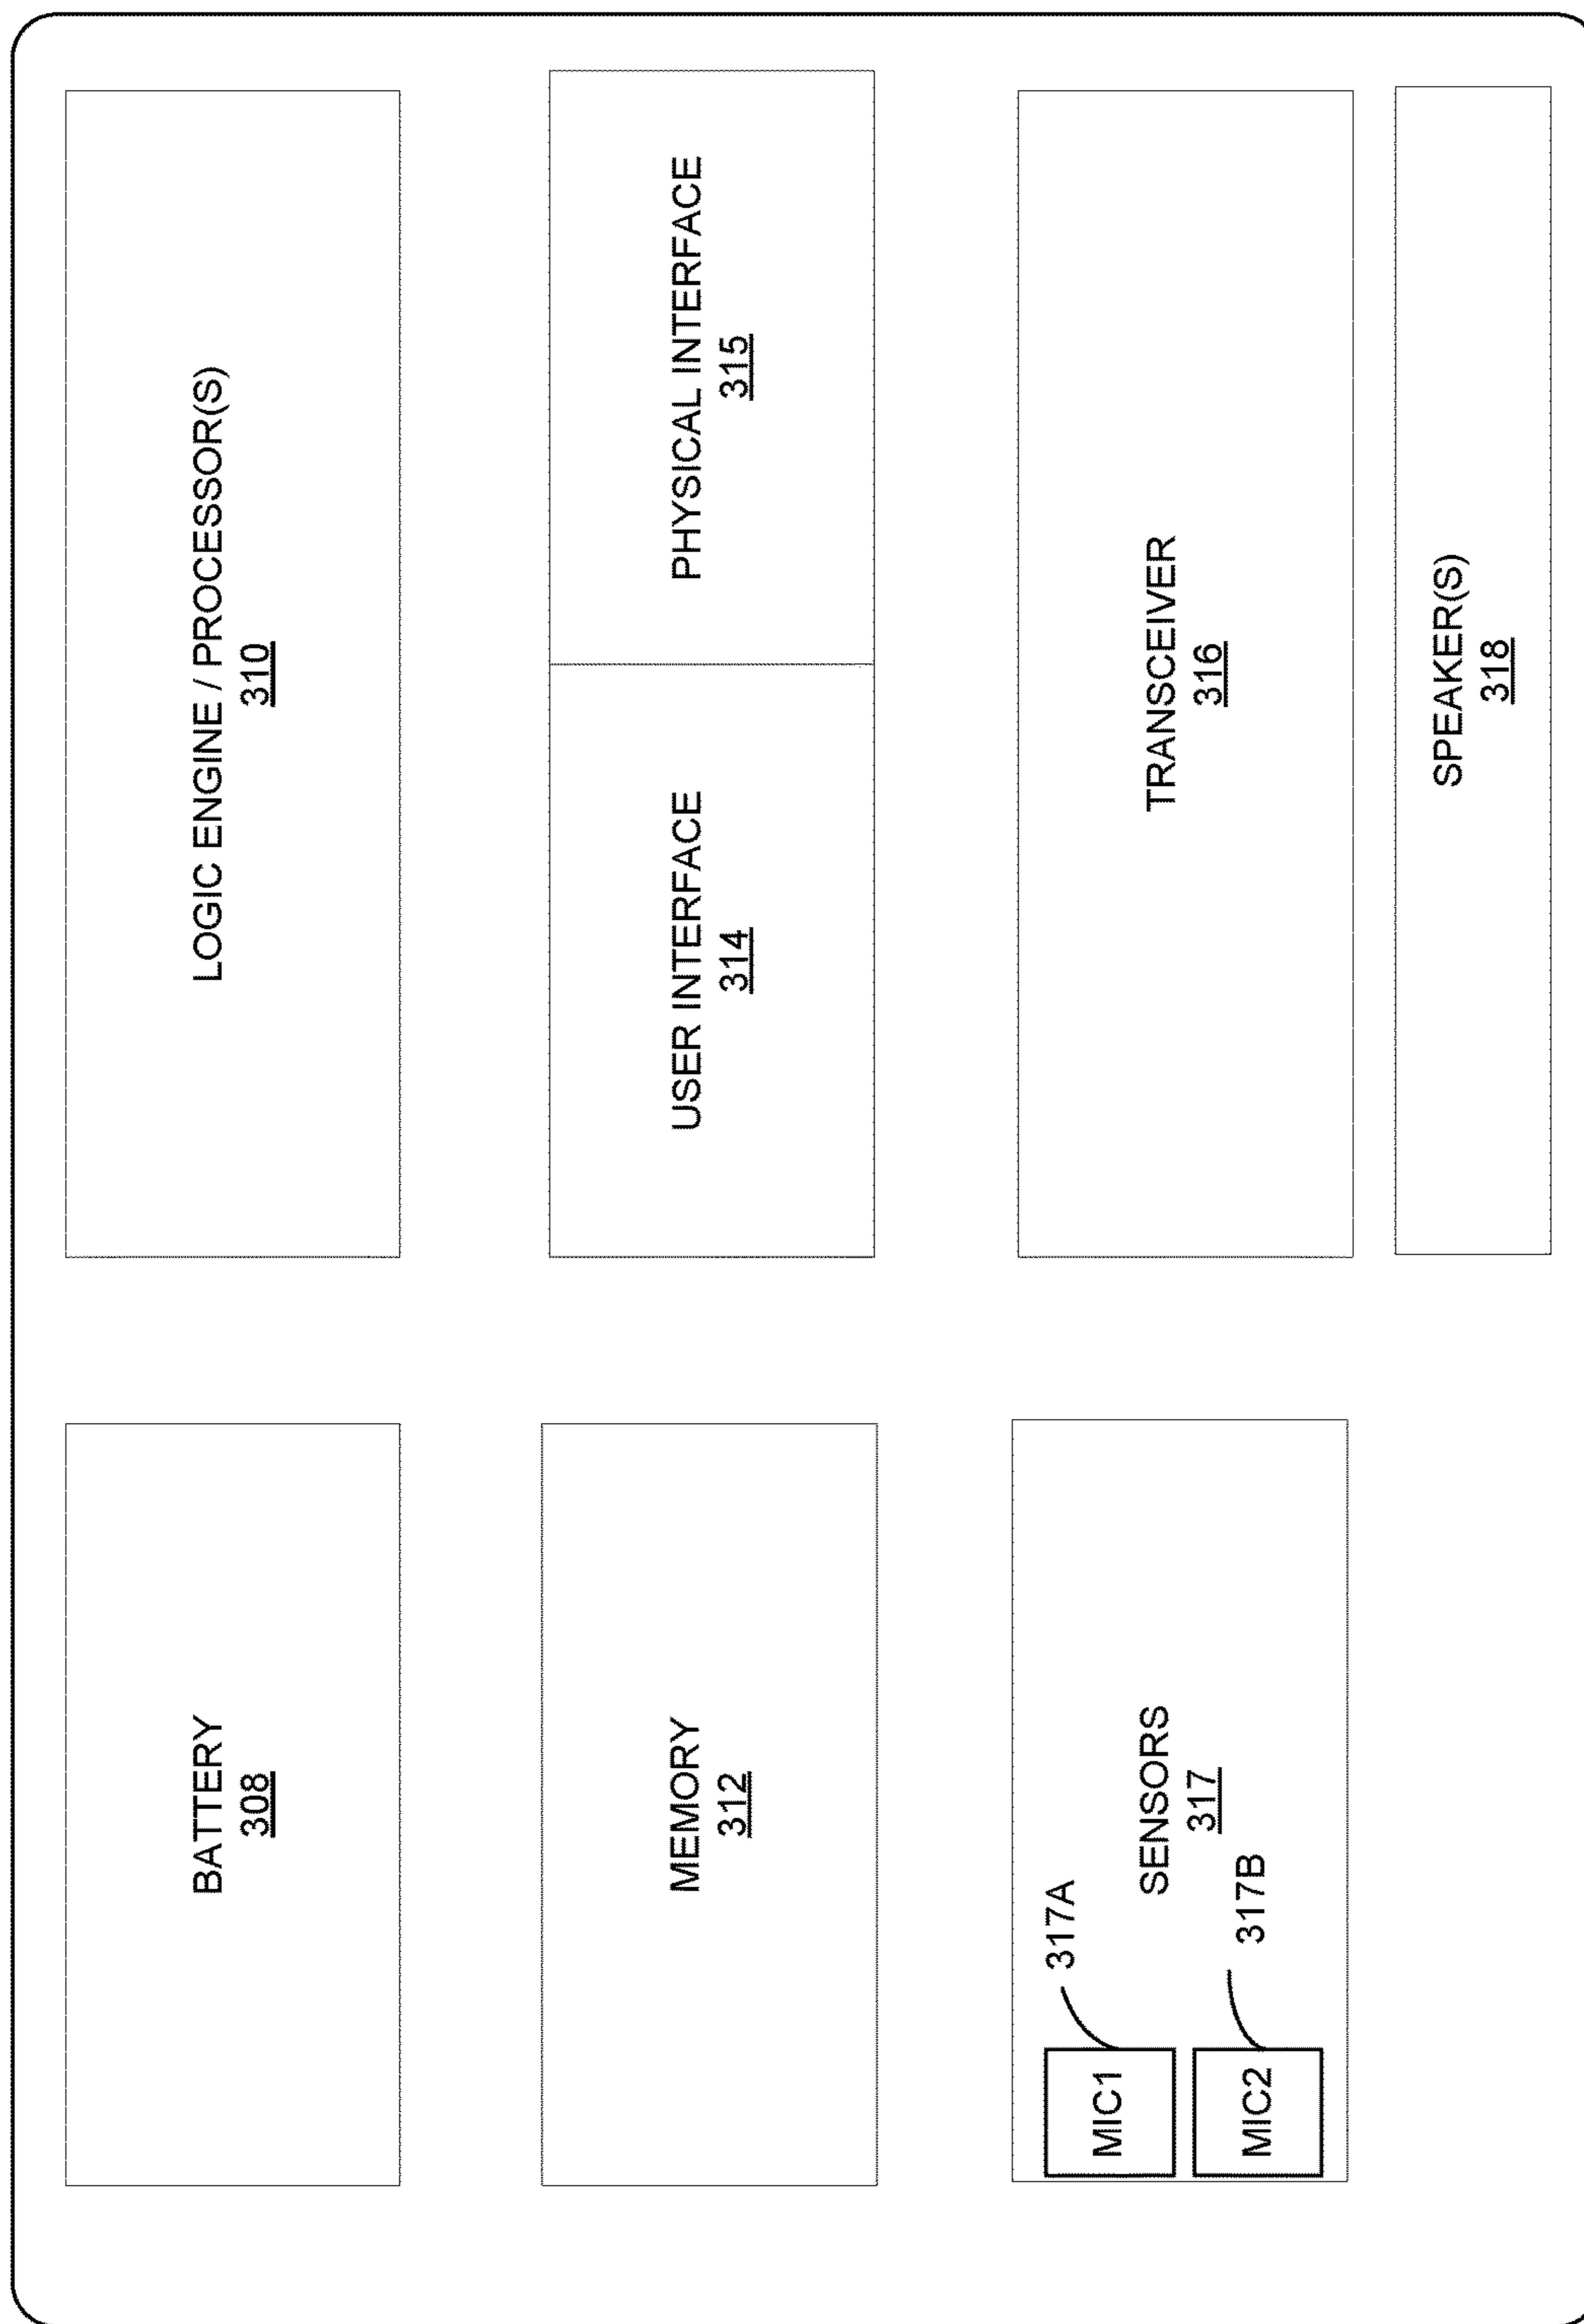 BATTERY
308
LOGIC ENGINE / PROCESSOR(S)
310
MEMORY
312
USER INTERFACE
314
PHYSICAL INTERFACE
315
317A
MIC1
SENSORS
317
317B
MIC2
TRANSCEIVER
316
SPEAKER(S)
318